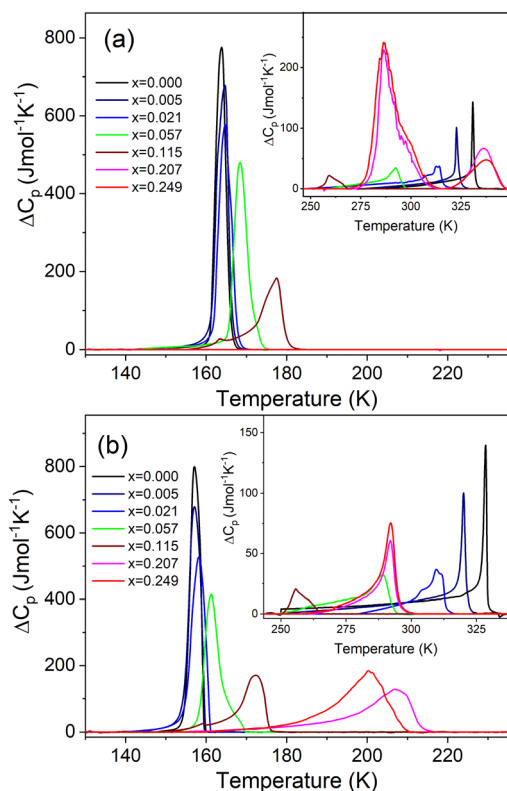 (a)
800
600
400
200
0
ΔCp (Jmol-1K-1)
x=0.000
x=0.005
x=0.021
x=0.057
x=0.115
x=0.207
x=0.249
200
100
0
ΔCp (Jmol-1K-1)
250 270 290 310 330
Temperature (K)
140 160 180 200 220
Temperature (K)
(b)
800
600
400
200
0
ΔCp (Jmol-1K-1)
x=0.000
x=0.005
x=0.021
x=0.057
x=0.115
x=0.207
x=0.249
150
100
50
0
ΔCp (Jmol-1K-1)
250 275 300 325
Temperature (K)
140 160 180 200 220
Temperature (K)